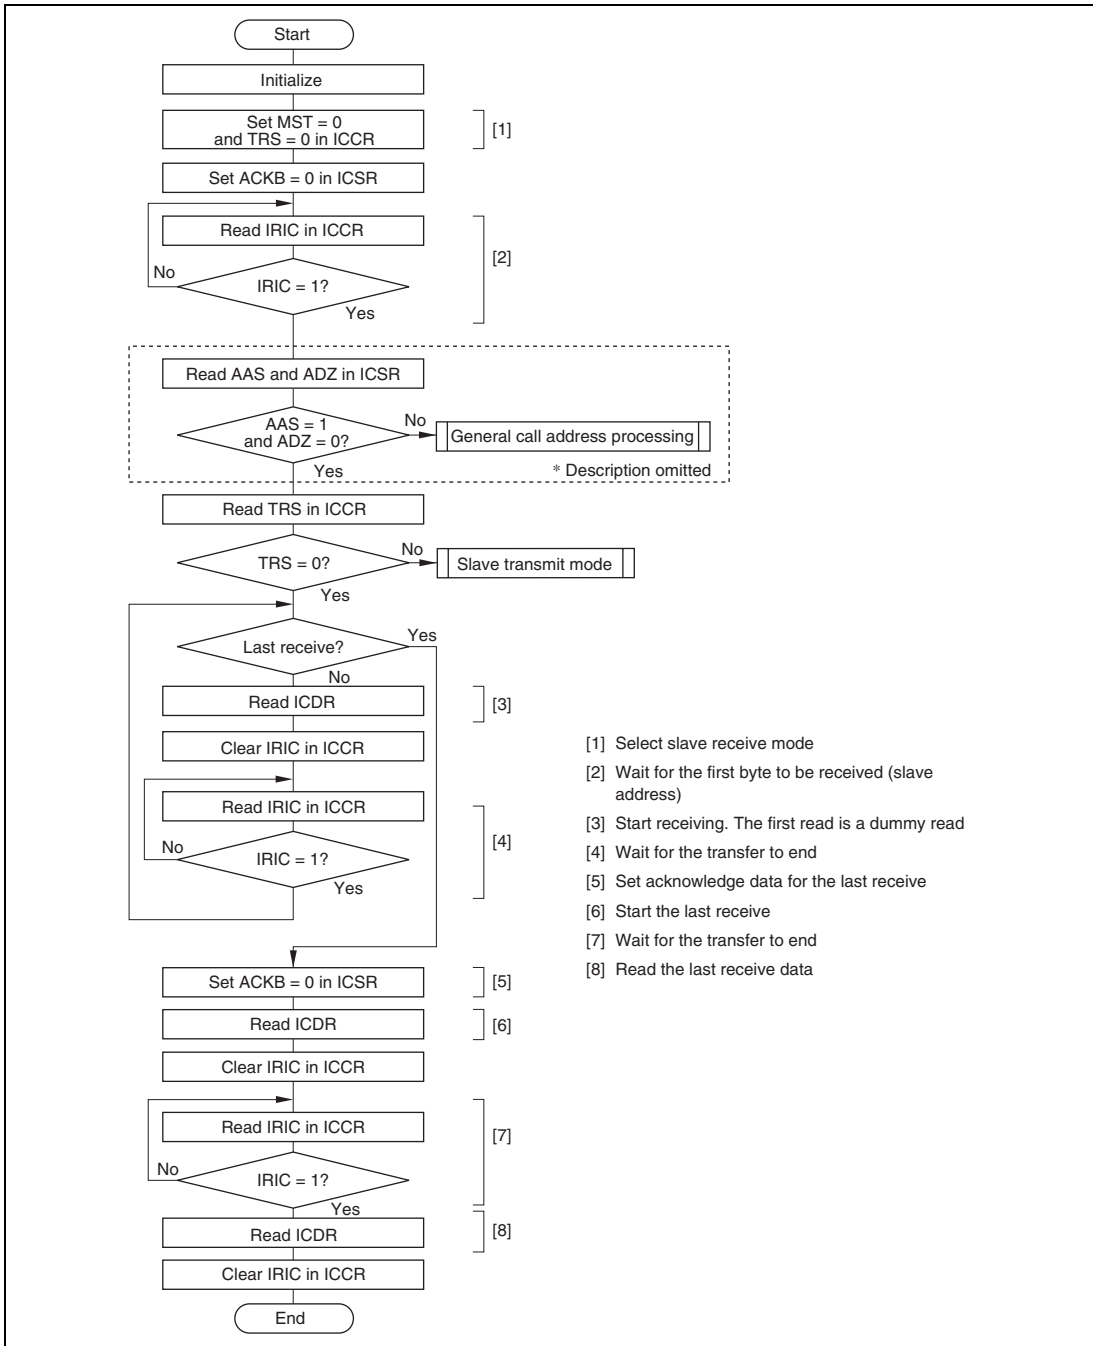 Start
Initialize
Set MST = 0
and TRS = 0 in ICCR
[1]
Set ACKB = 0 in ICSR
Read IRIC in ICCR
[2]
No
IRIC = 1?
Yes
Read AAS and ADZ in ICSR
AAS = 1
and ADZ = 0?
No
General call address processing
Yes
* Description omitted
Read TRS in ICCR
TRS = 0?
No
Slave transmit mode
Yes
Last receive?
Yes
No
Read ICDR
[3]
Clear IRIC in ICCR
Read IRIC in ICCR
[4]
No
IRIC = 1?
Yes
[1] Select slave receive mode
[2] Wait for the first byte to be received (slave
address)
[3] Start receiving. The first read is a dummy read
[4] Wait for the transfer to end
[5] Set acknowledge data for the last receive
[6] Start the last receive
[7] Wait for the transfer to end
[8] Read the last receive data
Set ACKB = 0 in ICSR
[5]
Read ICDR
[6]
Clear IRIC in ICCR
Read IRIC in ICCR
[7]
No
IRIC = 1?
Yes
Read ICDR
[8]
Clear IRIC in ICCR
End